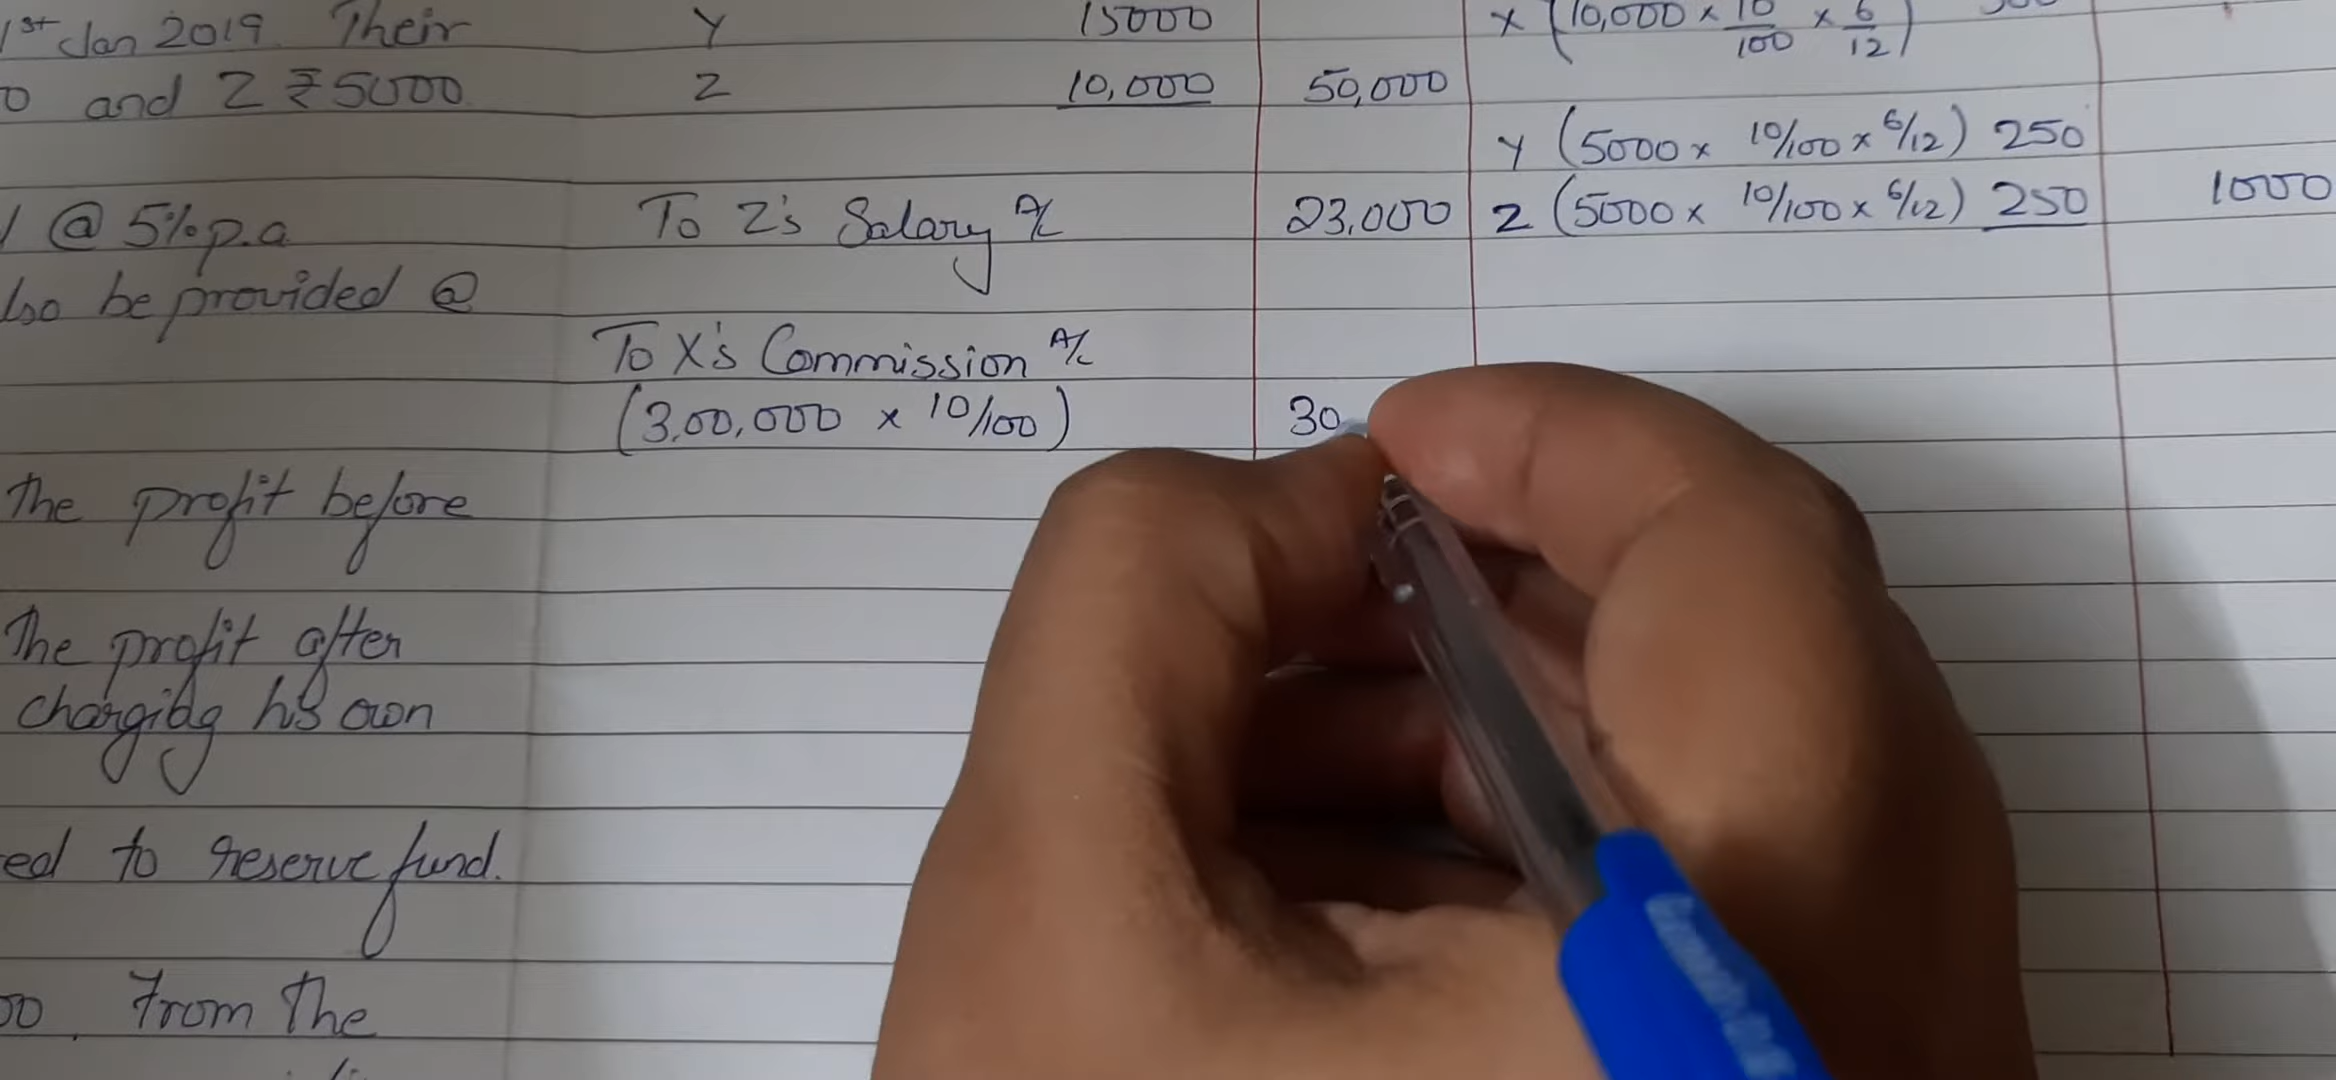 1st Jan 2019. Their
0 and Z ₹5000
@ 5% p.a
lso be provided @
the profit before
The profit after
charging his own
ed to reserve fund.
00. From the
Y 15000
Z 10,000 50,000
To Z's Salary A/c 23,000
To X's Commission A/c
(3,00,000 × 10/100) 30
X (10,000 × 10/100 × 6/12)
Y (5000 × 10/100 × 6/12) 250
Z (5000 × 10/100 × 6/12) 250 1000